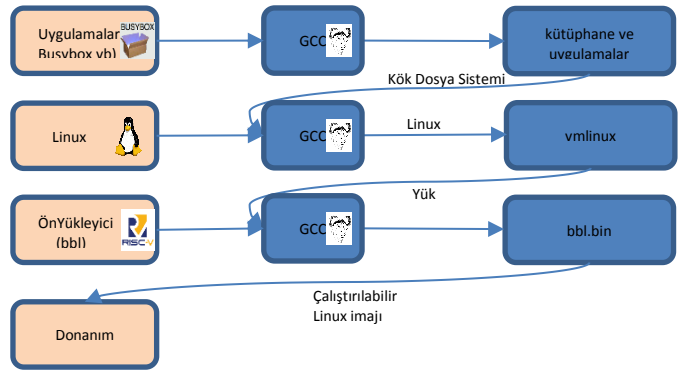 Uygulamalar
Busybox vb)
BUSYBOX
GCC
kütüphane ve
uygulamalar
Kök Dosya Sistemi
Linux
GCC
Linux
vmlinux
Yük
ÖnYükleyici
(bbl)
RISC-V
GCC
bbl.bin
Çalıştırılabilir
Linux imajı
Donanım